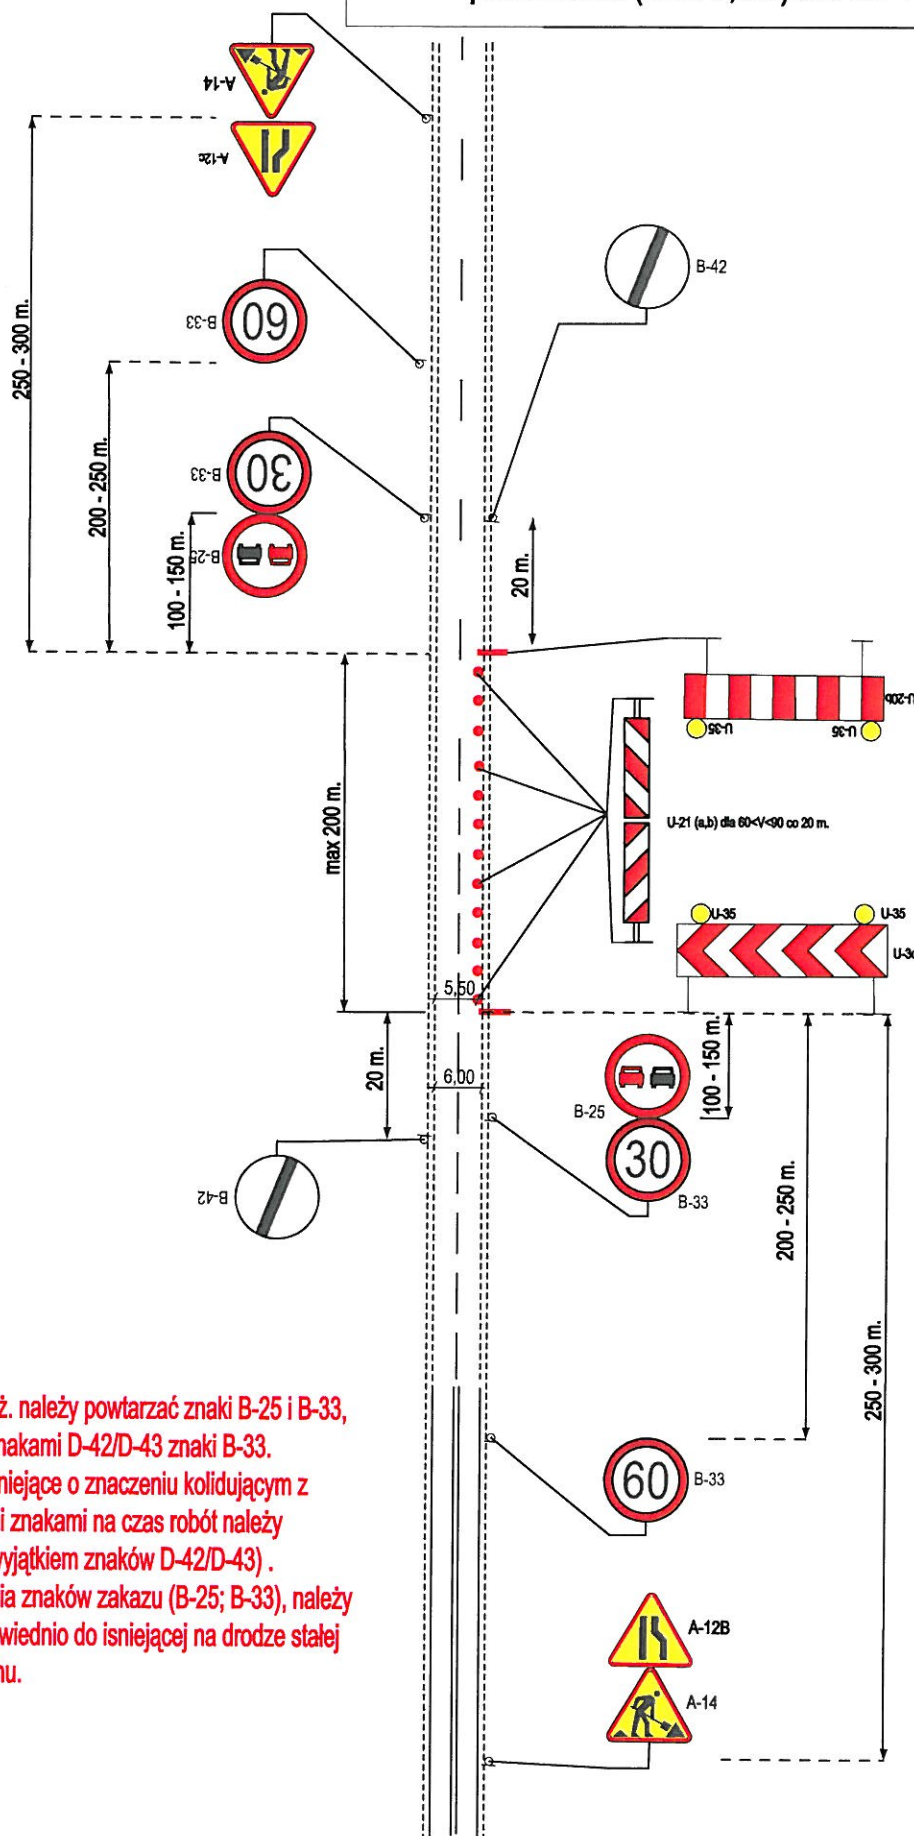 A-14
A-12c
250 - 300 m.
B-33
60
200 - 250 m.
B-33
30
B-25
100 - 150 m.
B-42
20 m.
U-20b
U-35
U-35
max 200 m.
U-21 (a,b) dla 60<V<90 co 20 m.
U-35
U-35
5,50
20 m.
6,00
B-42
B-25
100 - 150 m.
30
B-33
200 - 250 m.
250 - 300 m.
60
B-33
A-12B
A-14
ż. należy powtarzać znaki B-25 i B-33,
nakami D-42/D-43 znaki B-33.
niejące o znaczeniu kolidującym z
i znakami na czas robót należy
wyjątkiem znaków D-42/D-43) .
ia znaków zakazu (B-25; B-33), należy
wiednio do isniejącej na drodze stałej
nu.